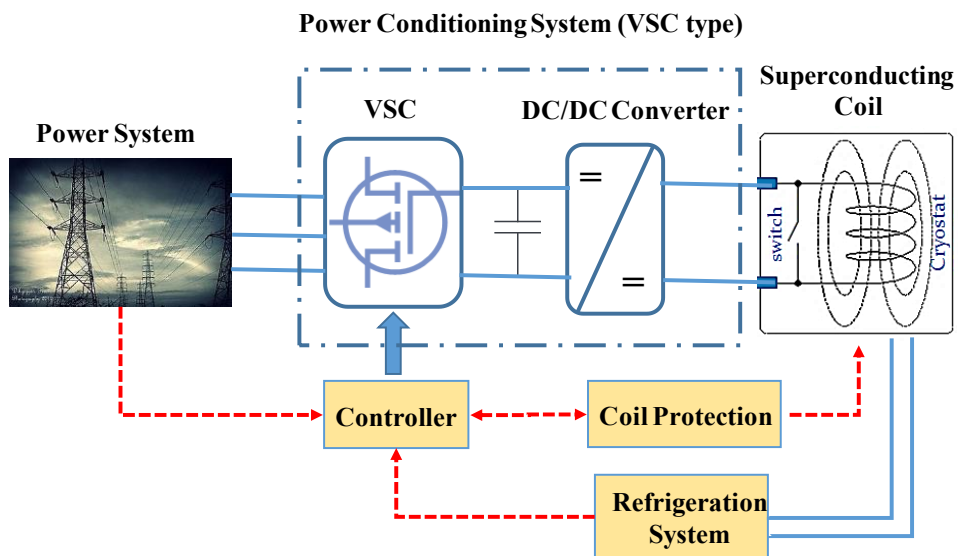 Power Conditioning System (VSC type)
Superconducting
Coil
VSC
DC/DC Converter
Power System
switch
Cryostat
Controller
Coil Protection
Refrigeration
System